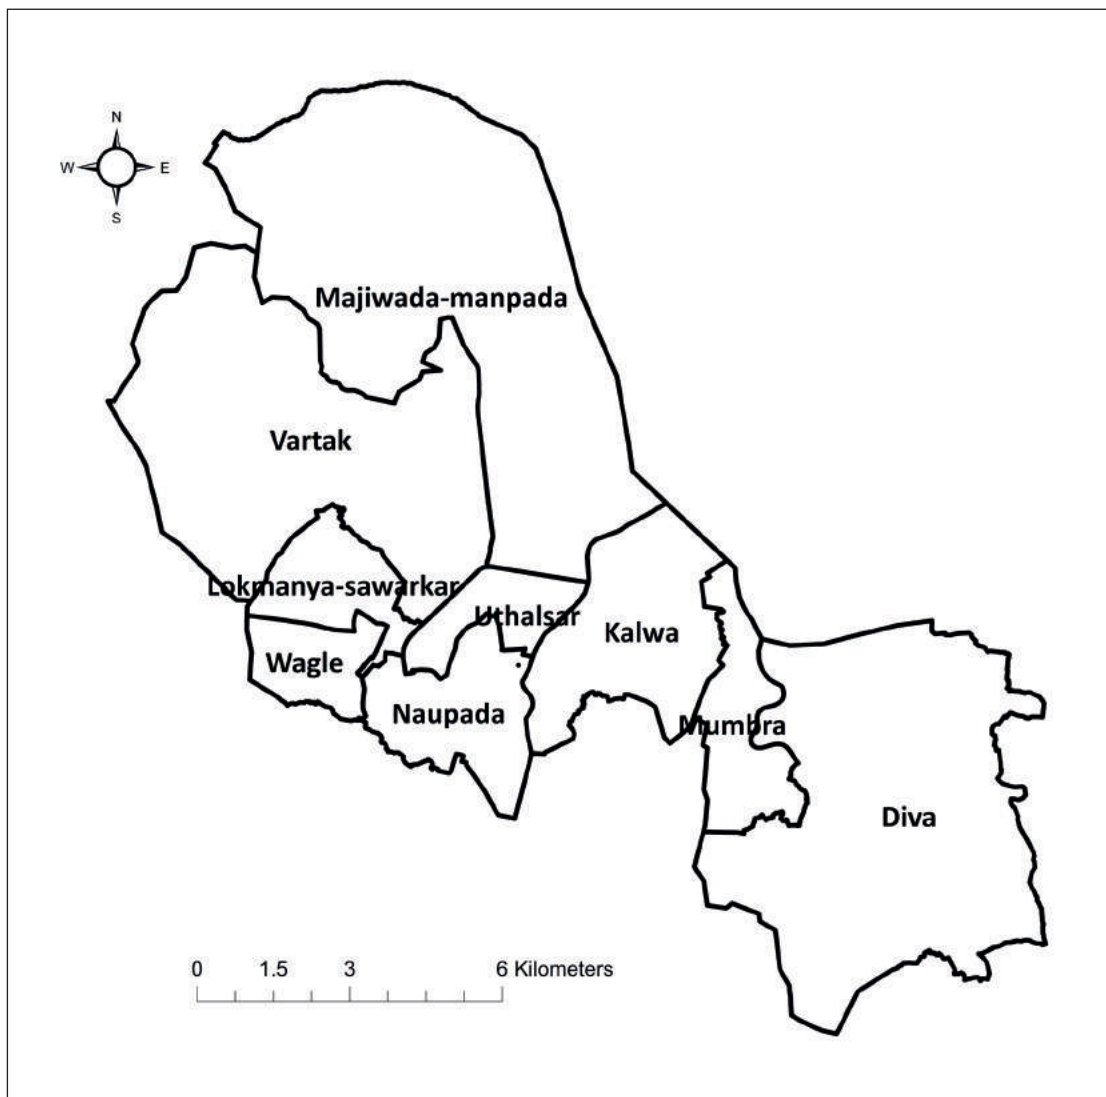 N
W E
S
Majiwada-manpada
Vartak
Lokmanya-sawarkar
Uthalsar
Kalwa
Wagle
Naupada
Mumbra
Diva
0 1.5 3 6 Kilometers